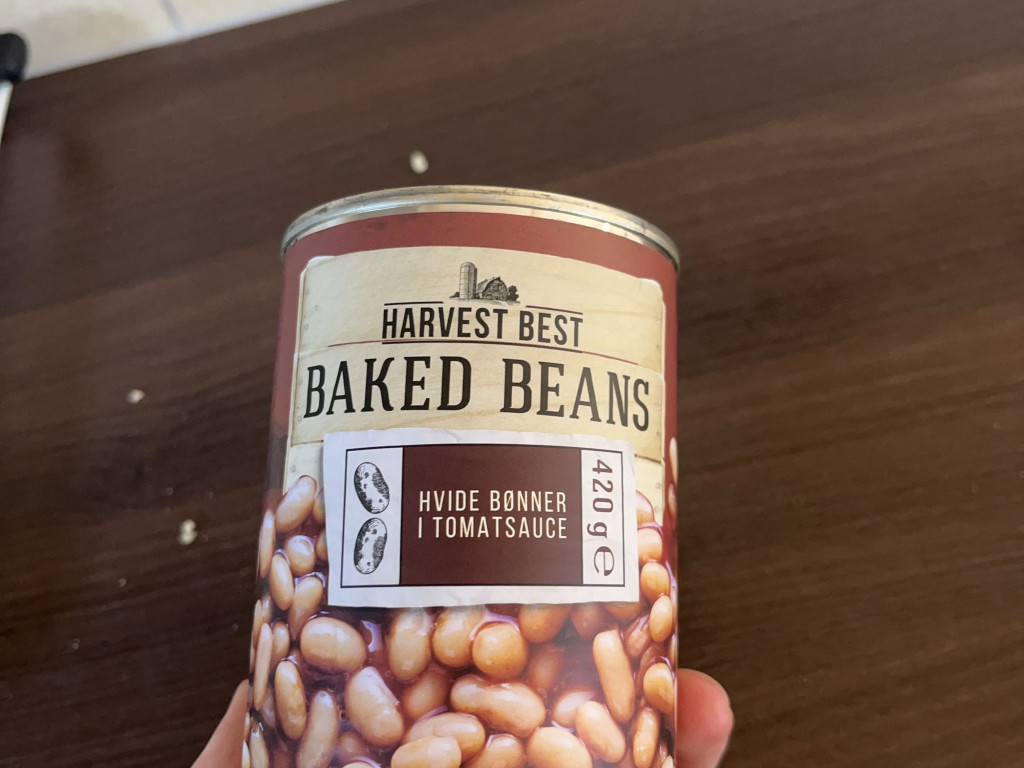 HARVEST BEST
BAKED BEANS
HVIDE BØNNER
I TOMATSAUCE
420 g e